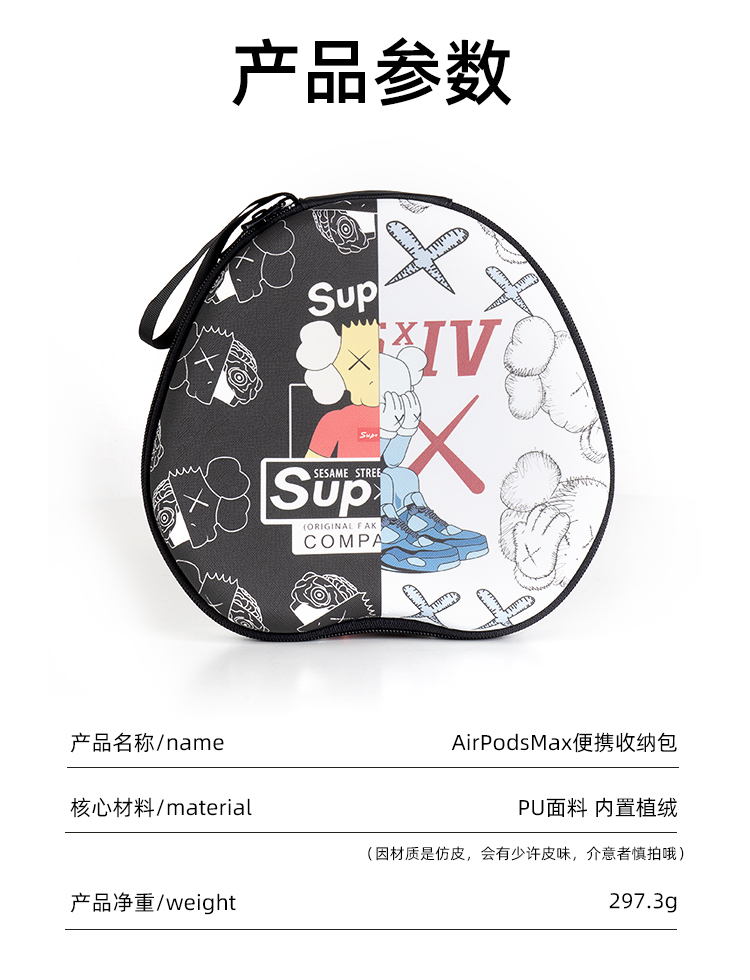 产品参数
Sup
XIV
Supr
SESAME STREE
Sup
(ORIGINAL FAK
COMPA
产品名称/name AirPodsMax便携收纳包
核心材料/material PU面料 内置植绒
（因材质是仿皮，会有少许皮味，介意者慎拍哦）
产品净重/weight 297.3g